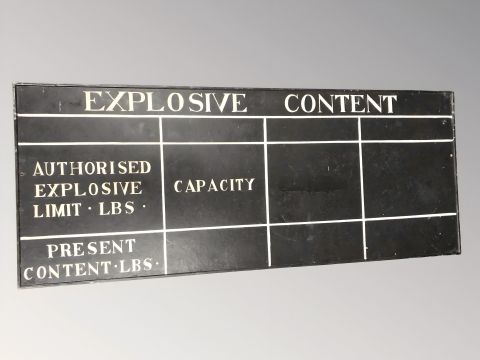 EXPLOSIVE CONTENT
AUTHORISED
EXPLOSIVE
LIMIT · LBS ·
CAPACITY
PRESENT
CONTENT · LBS ·